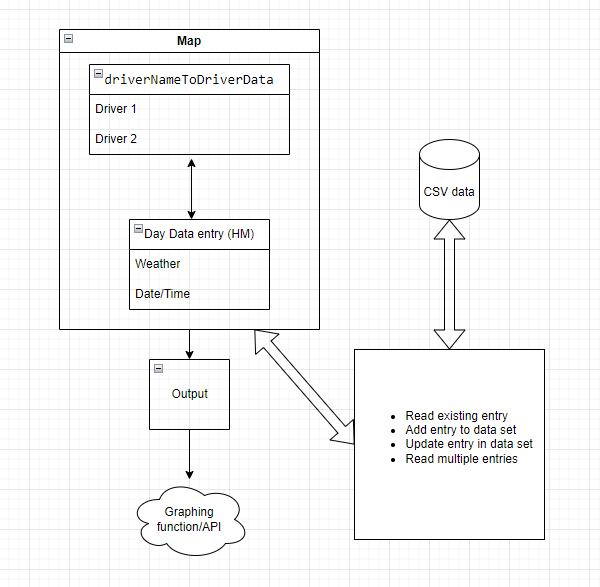 Map
driverNameToDriverData
Driver 1
Driver 2
Day Data entry (HM)
Weather
Date/Time
Output
Graphing
function/API
CSV data
• Read existing entry
• Add entry to data set
• Update entry in data set
• Read multiple entries